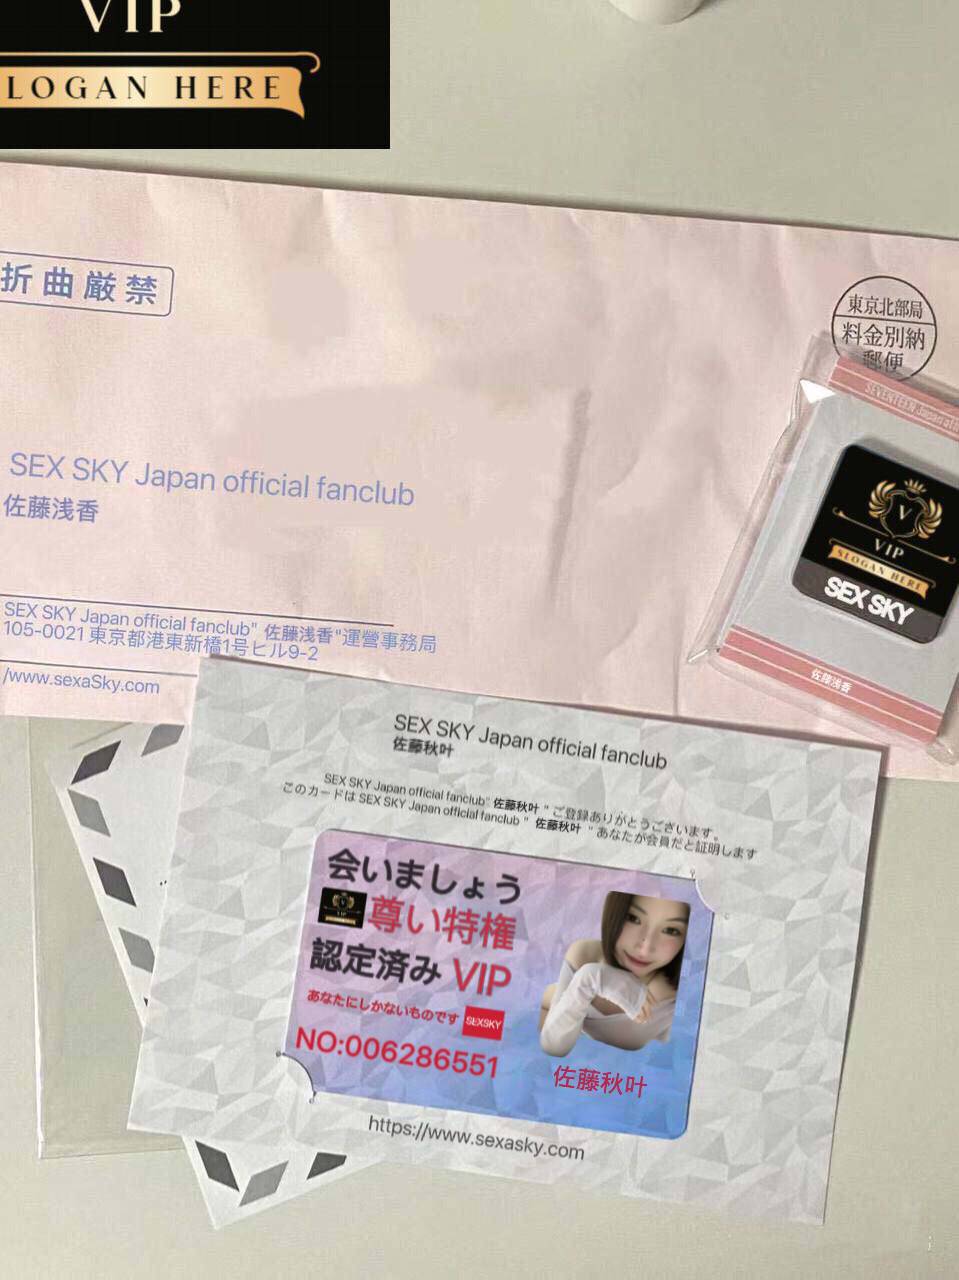 VIP
LOGAN HERE
折曲厳禁
東京北部局
料金別納
郵便
SEVENTEEN Japan offi
SEX SKY Japan official fanclub
佐藤浅香
V
VIP
SLOGAN HERE
SEX SKY
SEX SKY Japan official fanclub" 佐藤浅香"運營事務局
105-0021 東京都港東新橋1号ヒル9-2
/www.sexaSky.com
佐藤浅香
SEX SKY Japan official fanclub
佐藤秋叶
SEX SKY Japan official fanclub" 佐藤秋叶 " ご登録ありがとうございます。
このカードは SEX SKY Japan official fanclub " 佐藤秋叶 " あなたが会員だと証明します
会いましょう
尊い特権
認定済み VIP
あなたにしかないものです SEXSKY
NO:006286551
佐藤秋叶
https://www.sexasky.com